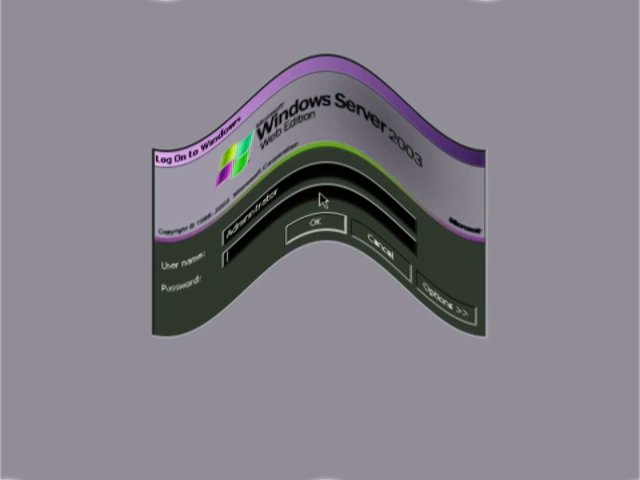 Log On to Windows
Microsoft
Windows Server 2003
Web Edition
Copyright © 1985-2003 Microsoft Corporation
Microsoft
User name:
Administrator
Password:
OK
Cancel
Options >>